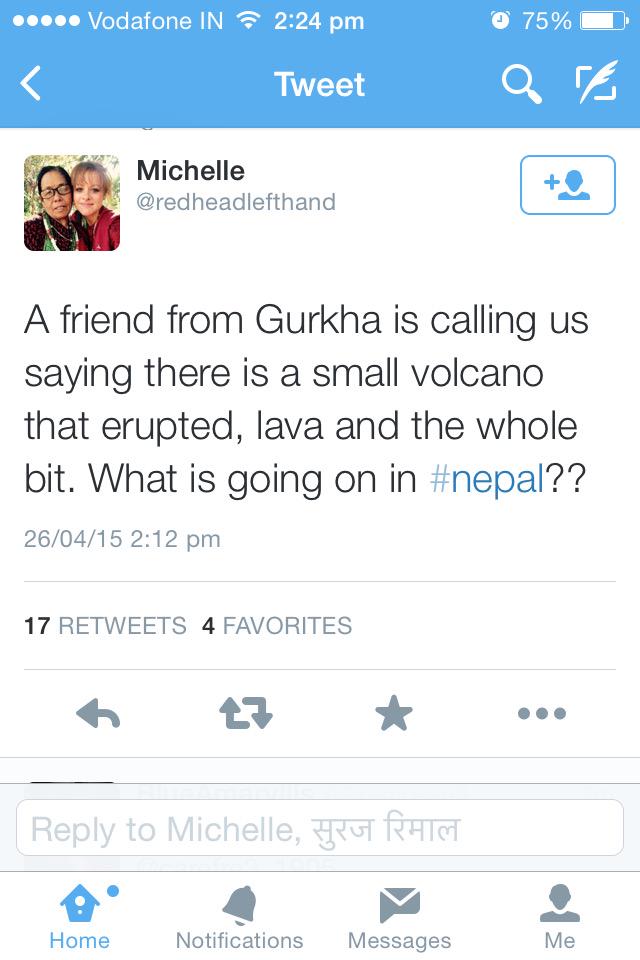 Vodafone IN 2:24 pm 75%
Tweet
Michelle
@redheadlefthand
A friend from Gurkha is calling us
saying there is a small volcano
that erupted, lava and the whole
bit. What is going on in #nepal??
26/04/15 2:12 pm
17 RETWEETS 4 FAVORITES
BlueAmaryllis
Reply to Michelle, सुरज रिमाल
Home Notifications Messages Me